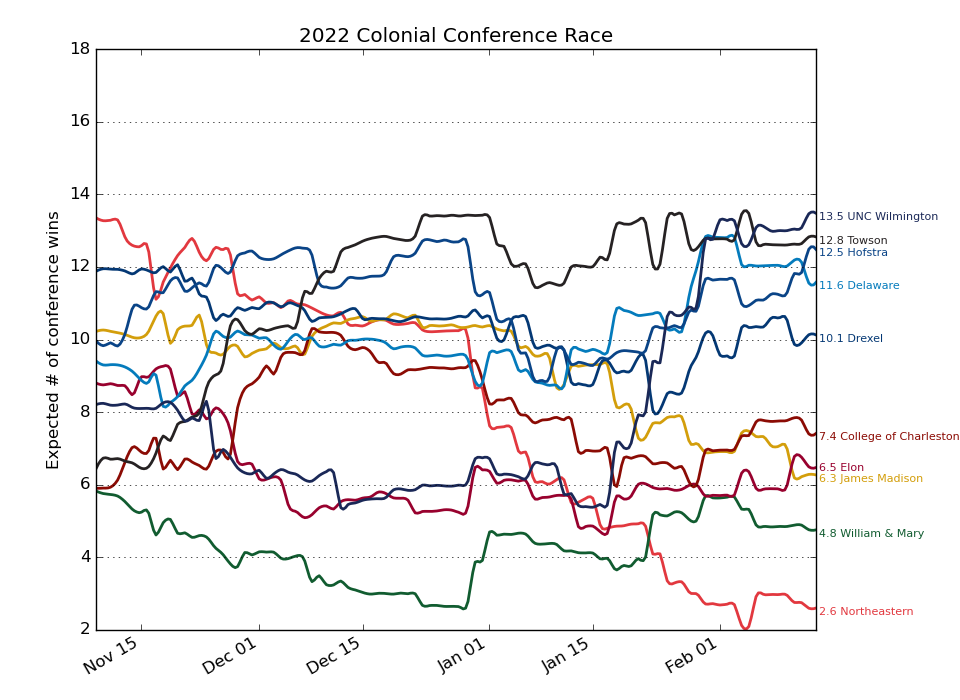 2022 Colonial Conference Race
Expected # of conference wins
18
16
14
12
10
8
6
4
2
13.5 UNC Wilmington
12.8 Towson
12.5 Hofstra
11.6 Delaware
10.1 Drexel
7.4 College of Charleston
6.5 Elon
6.3 James Madison
4.8 William & Mary
2.6 Northeastern
Nov 15
Dec 01
Dec 15
Jan 01
Jan 15
Feb 01